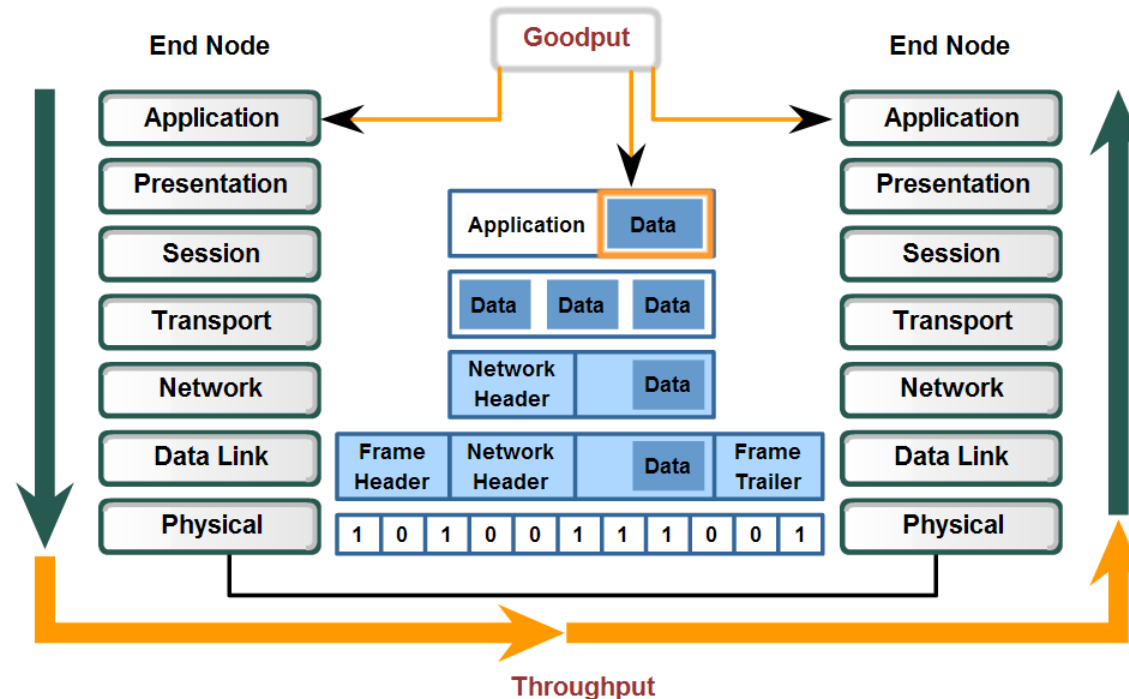 Goodput
End Node
End Node
Application
Application
Presentation
Presentation
Session
Session
Transport
Transport
Network
Network
Data Link
Data Link
Physical
Physical
Application Data
Data Data Data
Network
Header
Data
Frame
Header
Network
Header
Data
Frame
Trailer
1 0 1 0 0 1 1 1 0 0 1
Throughput